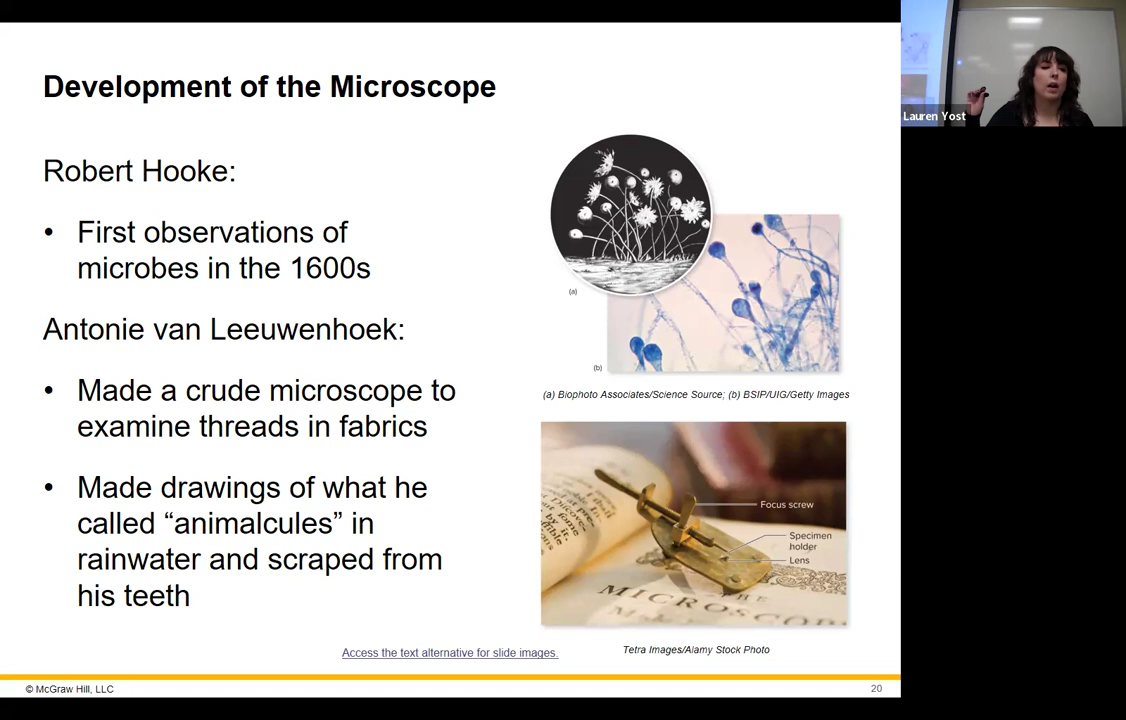 Development of the Microscope
Robert Hooke:
• First observations of
microbes in the 1600s
Antonie van Leeuwenhoek:
• Made a crude microscope to
examine threads in fabrics
• Made drawings of what he
called “animalcules” in
rainwater and scraped from
his teeth
(a)
(b)
(a) Biophoto Associates/Science Source; (b) BSIP/UIG/Getty Images
Focus screw
Specimen
holder
Lens
MICROSCOP
Tetra Images/Alamy Stock Photo
Access the text alternative for slide images.
© McGraw Hill, LLC
20
Lauren Yost